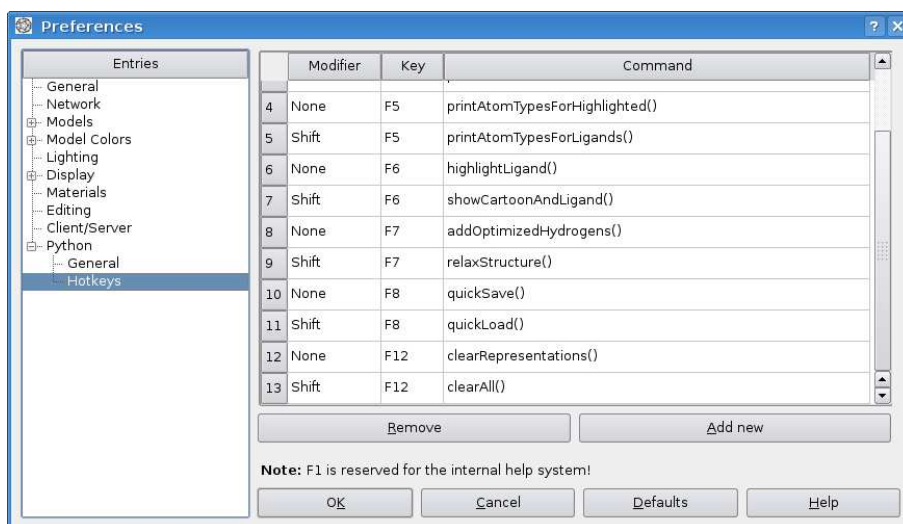 Preferences
Entries
General
Network
Models
Model Colors
Lighting
Display
Materials
Editing
Client/Server
Python
General
Hotkeys
Modifier Key Command
4 None F5 printAtomTypesForHighlighted()
5 Shift F5 printAtomTypesForLigands()
6 None F6 highlightLigand()
7 Shift F6 showCartoonAndLigand()
8 None F7 addOptimizedHydrogens()
9 Shift F7 relaxStructure()
10 None F8 quickSave()
11 Shift F8 quickLoad()
12 None F12 clearRepresentations()
13 Shift F12 clearAll()
Remove Add new
Note: F1 is reserved for the internal help system!
OK Cancel Defaults Help